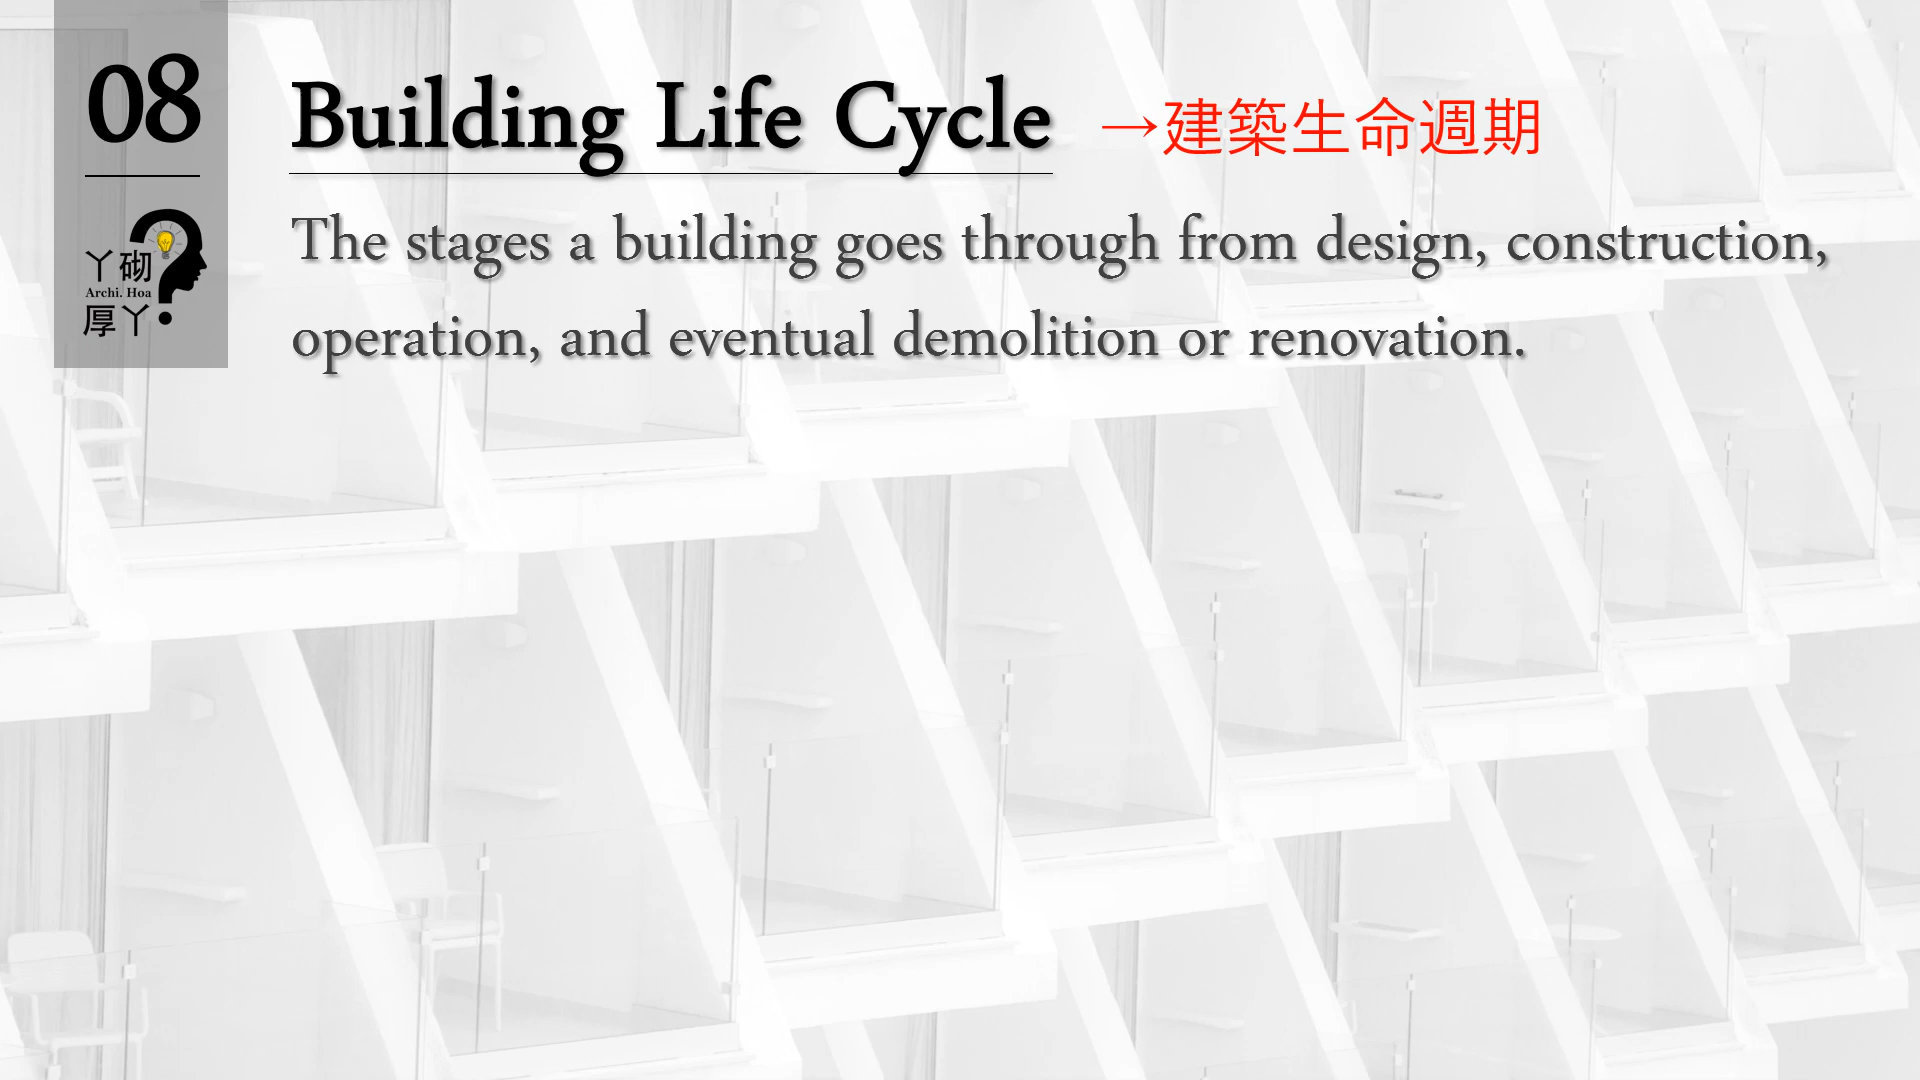 08
Building Life Cycle →建築生命週期
The stages a building goes through from design, construction,
operation, and eventual demolition or renovation.
丫砌
Archi. Hoa
厚丫